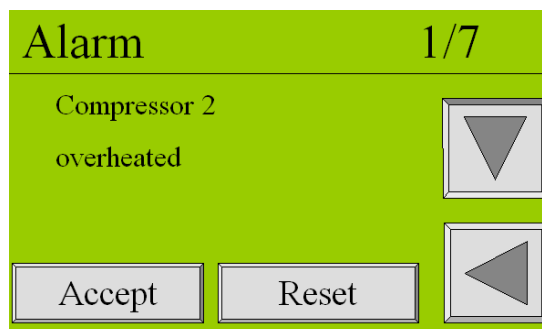 Alarm 1/7
Compressor 2
overheated
Accept Reset